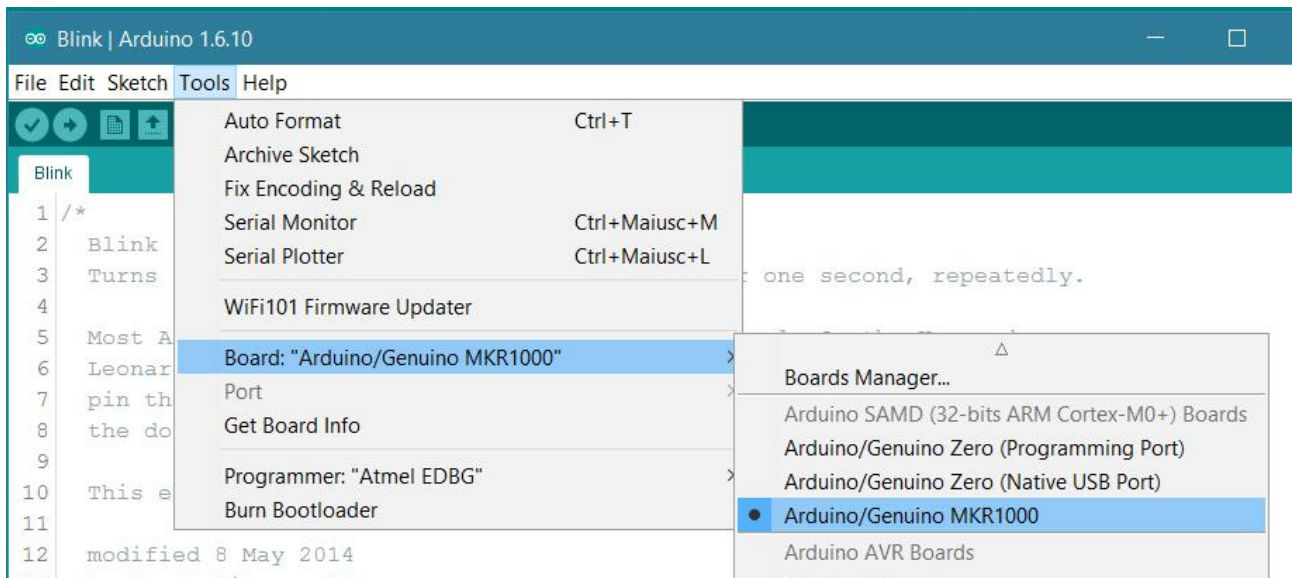 Blink | Arduino 1.6.10
File Edit Sketch Tools Help
Auto Format Ctrl+T
Archive Sketch
Fix Encoding & Reload
Serial Monitor Ctrl+Maiusc+M
Serial Plotter Ctrl+Maiusc+L
WiFi101 Firmware Updater
Board: "Arduino/Genuino MKR1000"
Port
Get Board Info
Programmer: "Atmel EDBG"
Burn Bootloader
Boards Manager...
Arduino SAMD (32-bits ARM Cortex-M0+) Boards
Arduino/Genuino Zero (Programming Port)
Arduino/Genuino Zero (Native USB Port)
Arduino/Genuino MKR1000
Arduino AVR Boards
Blink
1 /*
2 Blink
3 Turns one second, repeatedly.
4
5 Most A
6 Leonar
7 pin th
8 the do
9
10 This e
11
12 modified 8 May 2014